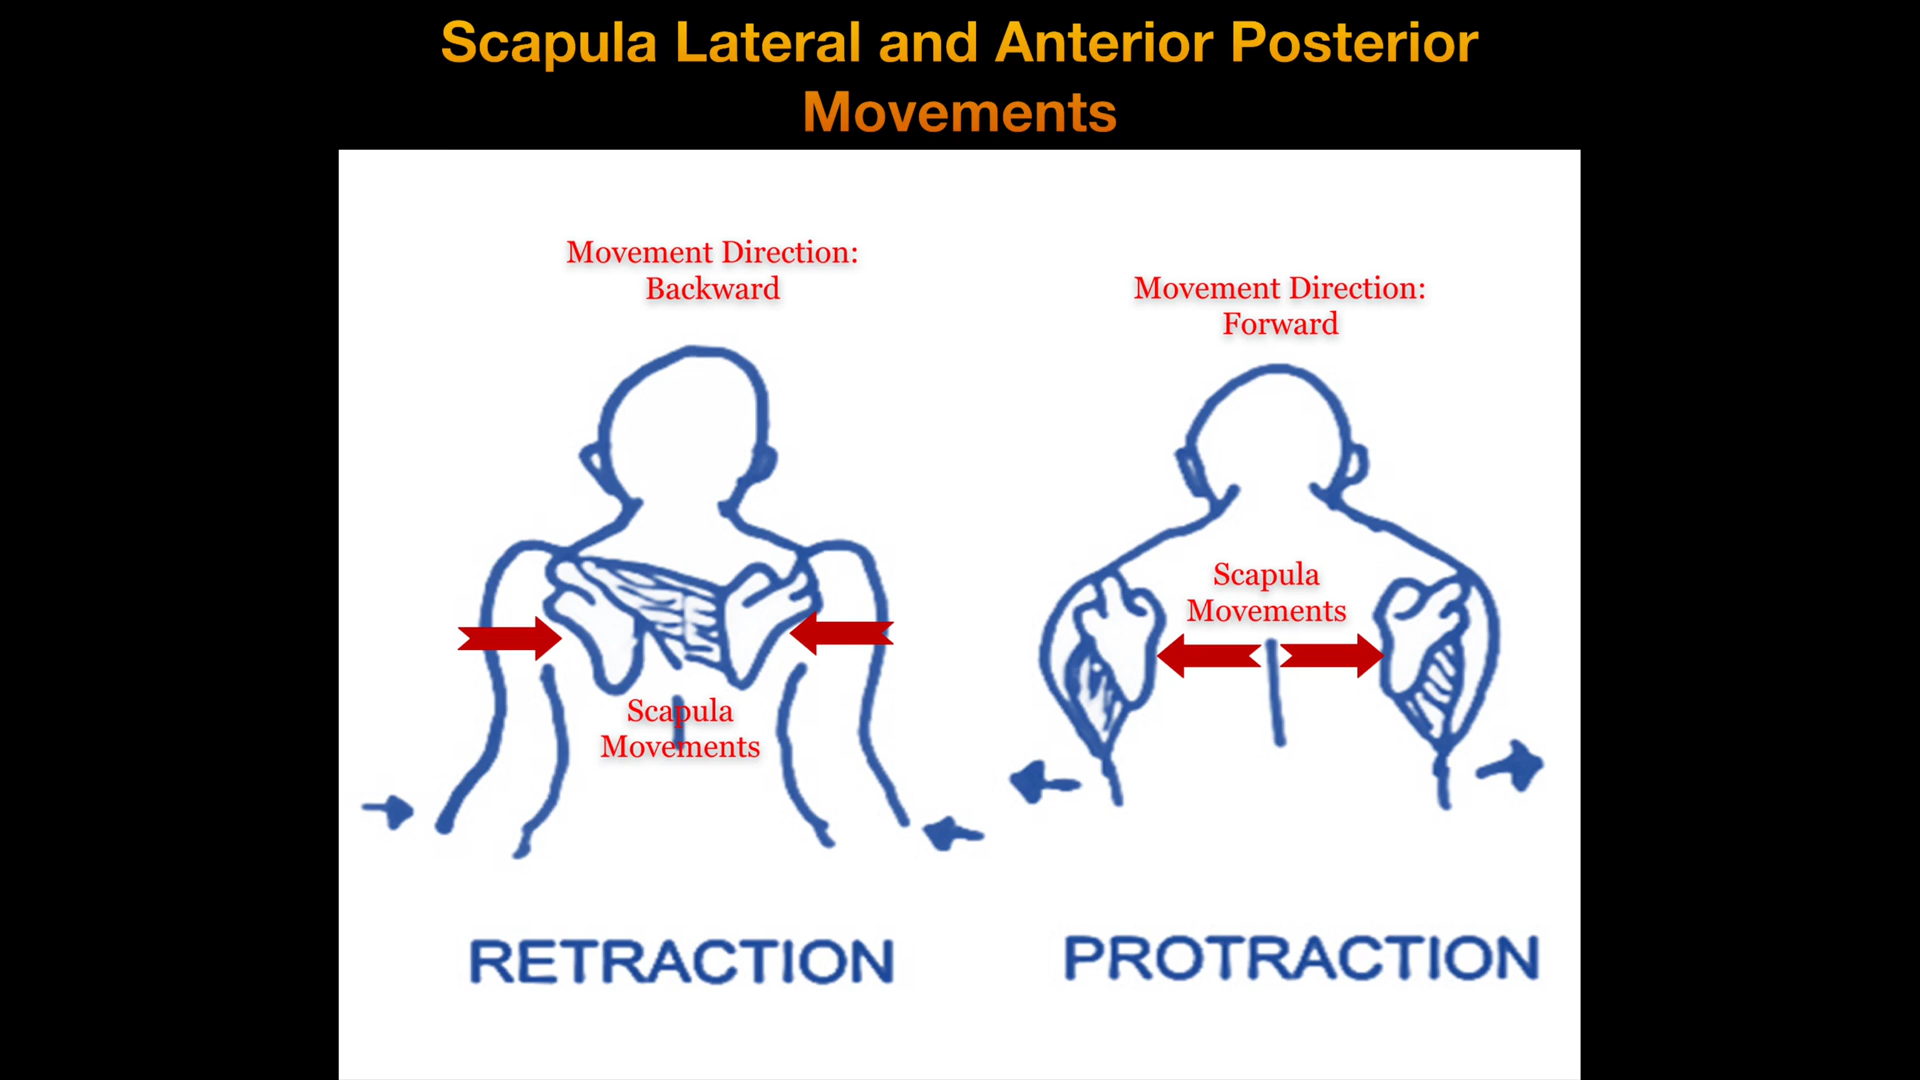 Scapula Lateral and Anterior Posterior
Movements
Movement Direction:
Backward
Movement Direction:
Forward
Scapula
Movements
Scapula
Movements
RETRACTION
PROTRACTION